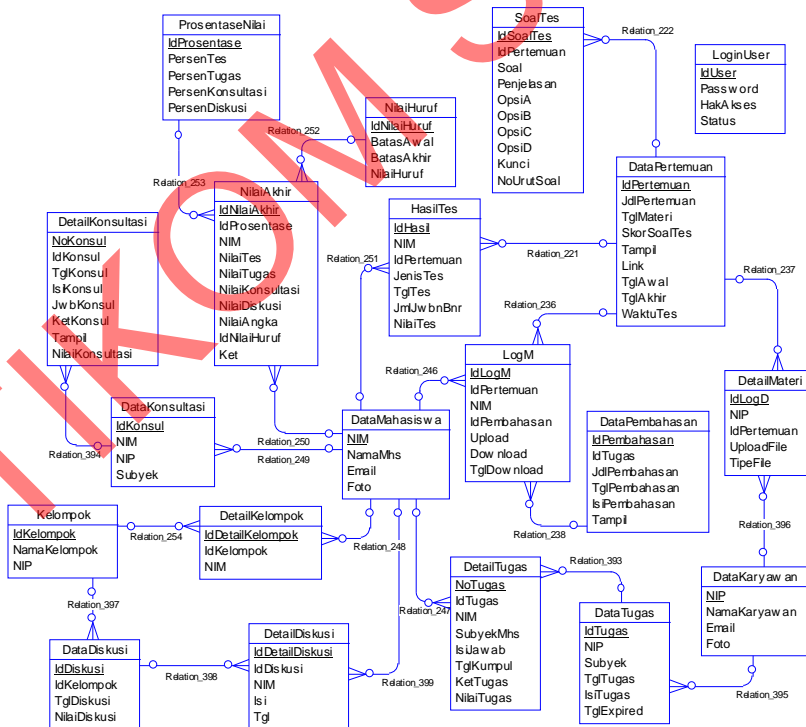 ProsentaseNilai
IdProsentase
PersenTes
PersenTugas
PersenKonsultasi
PersenDiskusi
SoalTes
IdSoalTes
IdPertemuan
Soal
Penjelasan
OpsiA
OpsiB
OpsiC
OpsiD
Kunci
NoUrutSoal
Relation_222
LoginUser
IdUser
Password
HakAkses
Status
NilaiHuruf
IdNilaiHuruf
BatasAwal
BatasAkhir
NilaiHuruf
Relation_252
Relation_253
NilaiAkhir
IdNilaiAkhir
IdProsentase
NIM
NilaiTes
NilaiTugas
NilaiKonsultasi
NilaiDiskusi
NilaiAngka
IdNilaiHuruf
Ket
DataPertemuan
IdPertemuan
JdlPertemuan
TglMateri
SkorSoalTes
Tampil
Link
TglAwal
TglAkhir
WaktuTes
DetailKonsultasi
NoKonsul
IdKonsul
TglKonsul
IsiKonsul
JwbKonsul
KetKonsul
Tampil
NilaiKonsultasi
HasilTes
IdHasil
NIM
IdPertemuan
JenisTes
TglTes
JmlJwbnBnr
NilaiTes
Relation_251
Relation_221
Relation_237
Relation_236
Relation_246
LogM
IdLogM
IdPertemuan
NIM
IdPembahasan
Upload
Download
TglDownload
DetailMateri
IdLogD
NIP
IdPertemuan
UploadFile
TipeFile
DataKonsultasi
IdKonsul
NIM
NIP
Subyek
Relation_394
Relation_250
Relation_249
DataMahasiswa
NIM
NamaMhs
Email
Foto
DataPembahasan
IdPembahasan
IdTugas
JdlPembahasan
TglPembahasan
IsiPembahasan
Tampil
Relation_238
Relation_396
Kelompok
IdKelompok
NamaKelompok
NIP
Relation_254
DetailKelompok
IdDetailKelompok
IdKelompok
NIM
Relation_248
Relation_247
DetailTugas
NoTugas
IdTugas
NIM
SubyekMhs
IsiJawab
TglKumpul
KetTugas
NilaiTugas
Relation_393
DataKaryawan
NIP
NamaKaryawan
Email
Foto
Relation_397
DataDiskusi
IdDiskusi
IdKelompok
TglDiskusi
NilaiDiskusi
Relation_398
DetailDiskusi
IdDetailDiskusi
IdDiskusi
NIM
Isi
Tgl
Relation_399
DataTugas
IdTugas
NIP
Subyek
TglTugas
IsiTugas
TglExpired
Relation_395
IKOM S